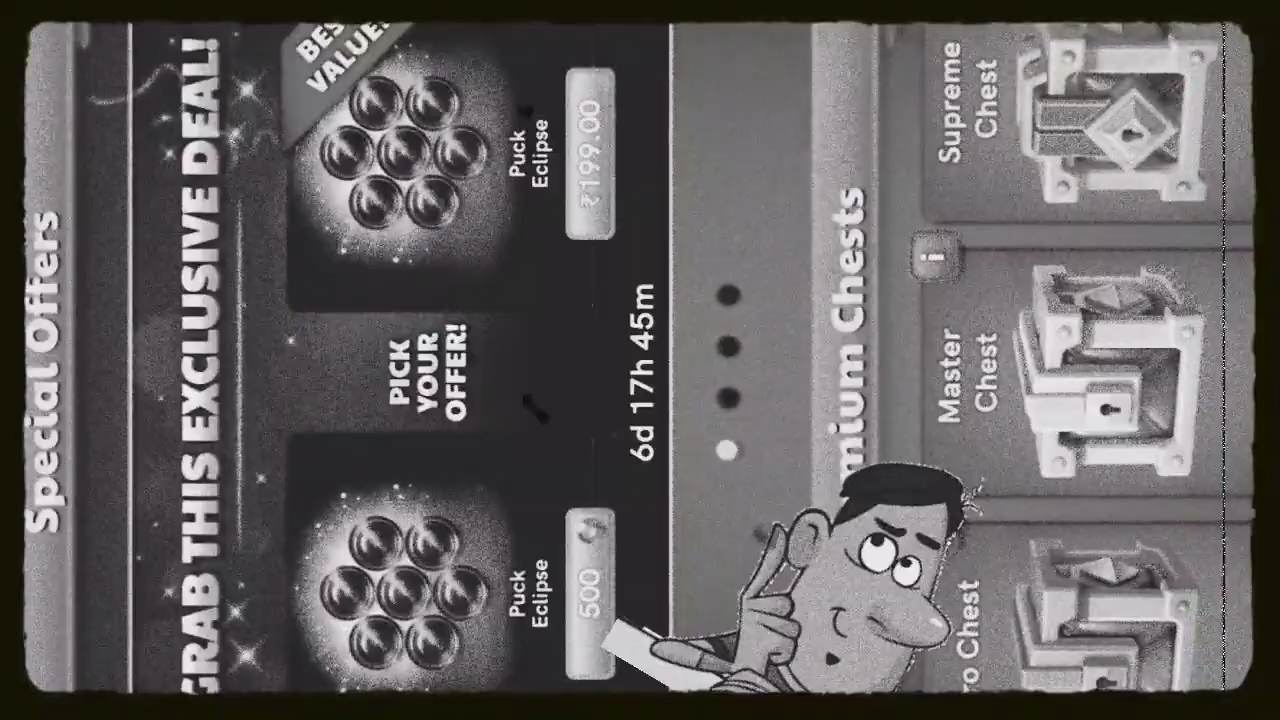 Special Offers
GRAB THIS EXCLUSIVE DEAL!
Puck
Eclipse
500
PICK
YOUR
OFFER!
BEST
VALUE!
Puck
Eclipse
₹199.00
6d 17h 45m
mium Chests
ro Chest
Master
Chest
i
Supreme
Chest